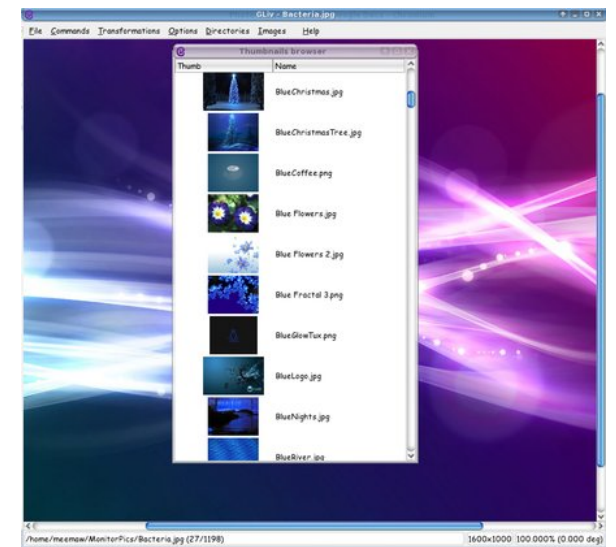 GLiv - Bacteria.jpg
File Commands Transformations Options Directories Images Help
Thumbnails browser
Thumb Name
BlueChristmas.jpg
BlueChristmasTree.jpg
BlueCoffee.png
Blue Flowers.jpg
Blue Flowers 2.jpg
Blue Fractal 3.png
BlueGlowTux.png
BlueLogo.jpg
BlueNights.jpg
BlueRiver.jpg
/home/meemaw/MonitorPics/Bacteria.jpg (27/1198) 1600x1000 100.000% (0.000 deg)